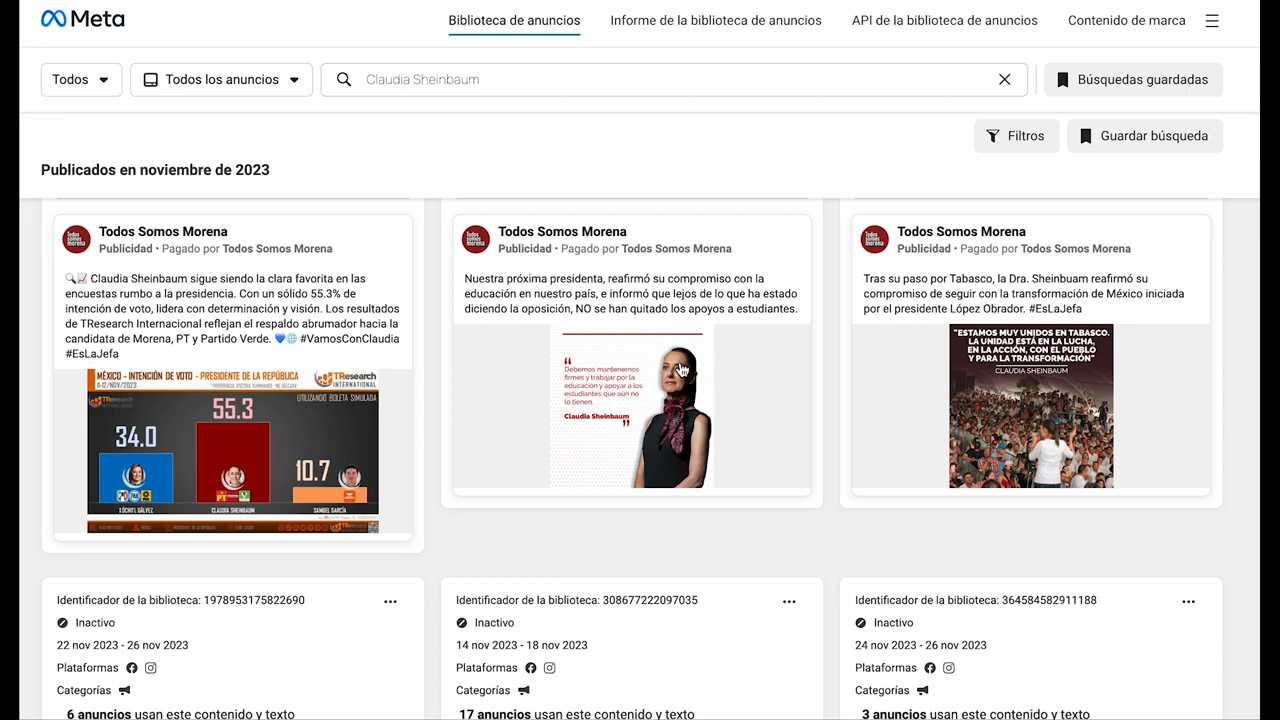 Meta
Biblioteca de anuncios
Informe de la biblioteca de anuncios
API de la biblioteca de anuncios
Contenido de marca
Todos
Todos los anuncios
Claudia Sheinbaum
Búsquedas guardadas
Filtros
Guardar búsqueda
Publicados en noviembre de 2023
Todos Somos Morena
Publicidad • Pagado por Todos Somos Morena
Claudia Sheinbaum sigue siendo la clara favorita en las
encuestas rumbo a la presidencia. Con un sólido 55.3% de
intención de voto, lidera con determinación y visión. Los resultados
de TResearch Internacional reflejan el respaldo abrumador hacia la
candidata de Morena, PT y Partido Verde. 💙🌐 #VamosConClaudia
#EsLaJefa
MÉXICO - INTENCIÓN DE VOTO - PRESIDENTE DE LA REPÚBLICA
11-12/NOV/2023
TResearch
INTERNATIONAL
UTILIZANDO BOLETA SIMULADA
34.0
55.3
10.7
XÓCHITL GÁLVEZ
CLAUDIA SHEINBAUM
SAMUEL GARCÍA
Todos Somos Morena
Publicidad • Pagado por Todos Somos Morena
Nuestra próxima presidenta, reafirmó su compromiso con la
educación en nuestro país, e informó que lejos de lo que ha estado
diciendo la oposición, NO se han quitado los apoyos a estudiantes.
“
Debemos mantenernos
firmes y trabajar por la
educación y apoyar a los
estudiantes que aún no
lo tienen.
Claudia Sheinbaum
”
Todos Somos Morena
Publicidad • Pagado por Todos Somos Morena
Tras su paso por Tabasco, la Dra. Sheinbuam reafirmó su
compromiso de seguir con la transformación de México iniciada
por el presidente López Obrador. #EsLaJefa
"ESTAMOS MUY UNIDOS EN TABASCO.
LA UNIDAD ESTÁ EN LA LUCHA,
EN LA ACCIÓN, CON EL PUEBLO
Y PARA LA TRANSFORMACIÓN"
CLAUDIA SHEINBAUM
Identificador de la biblioteca: 1978953175822690
Inactivo
22 nov 2023 - 26 nov 2023
Plataformas
Categorías
6 anuncios usan este contenido y texto
Identificador de la biblioteca: 308677222097035
Inactivo
14 nov 2023 - 18 nov 2023
Plataformas
Categorías
17 anuncios usan este contenido y texto
Identificador de la biblioteca: 364584582911188
Inactivo
24 nov 2023 - 26 nov 2023
Plataformas
Categorías
3 anuncios usan este contenido y texto